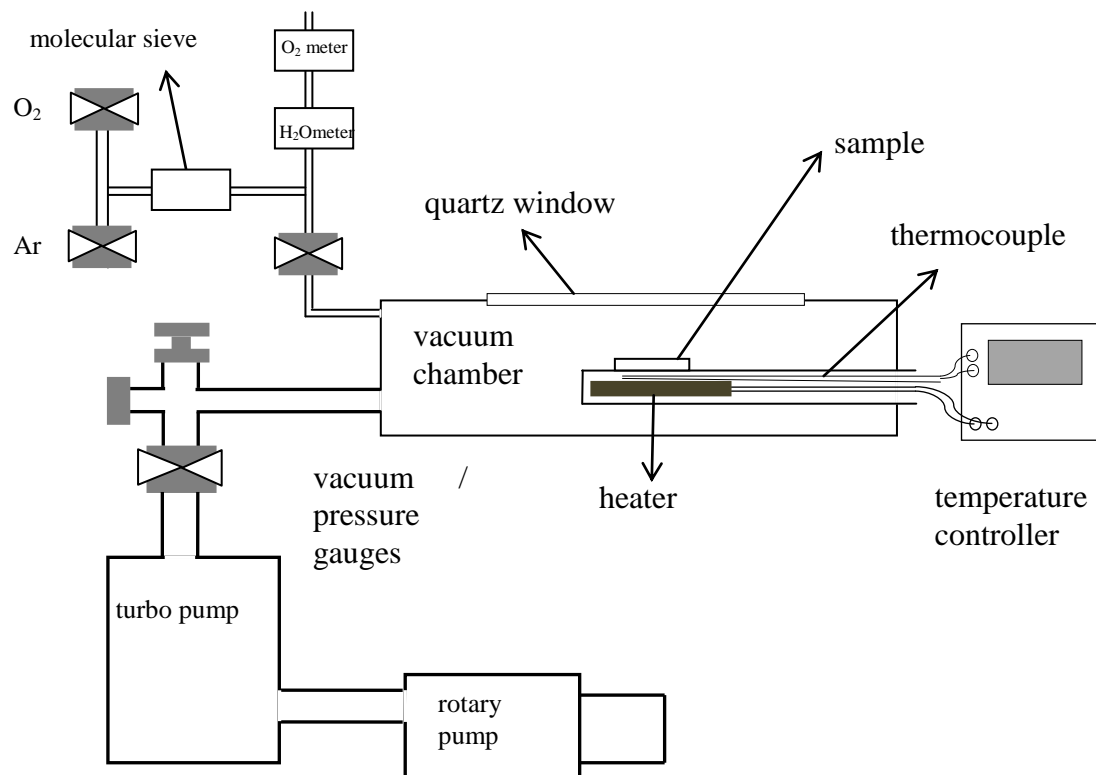 molecular sieve
O₂ meter
O₂
H₂Ometer
sample
quartz window
thermocouple
Ar
vacuum
chamber
vacuum /
pressure
gauges
heater
temperature
controller
turbo pump
rotary
pump